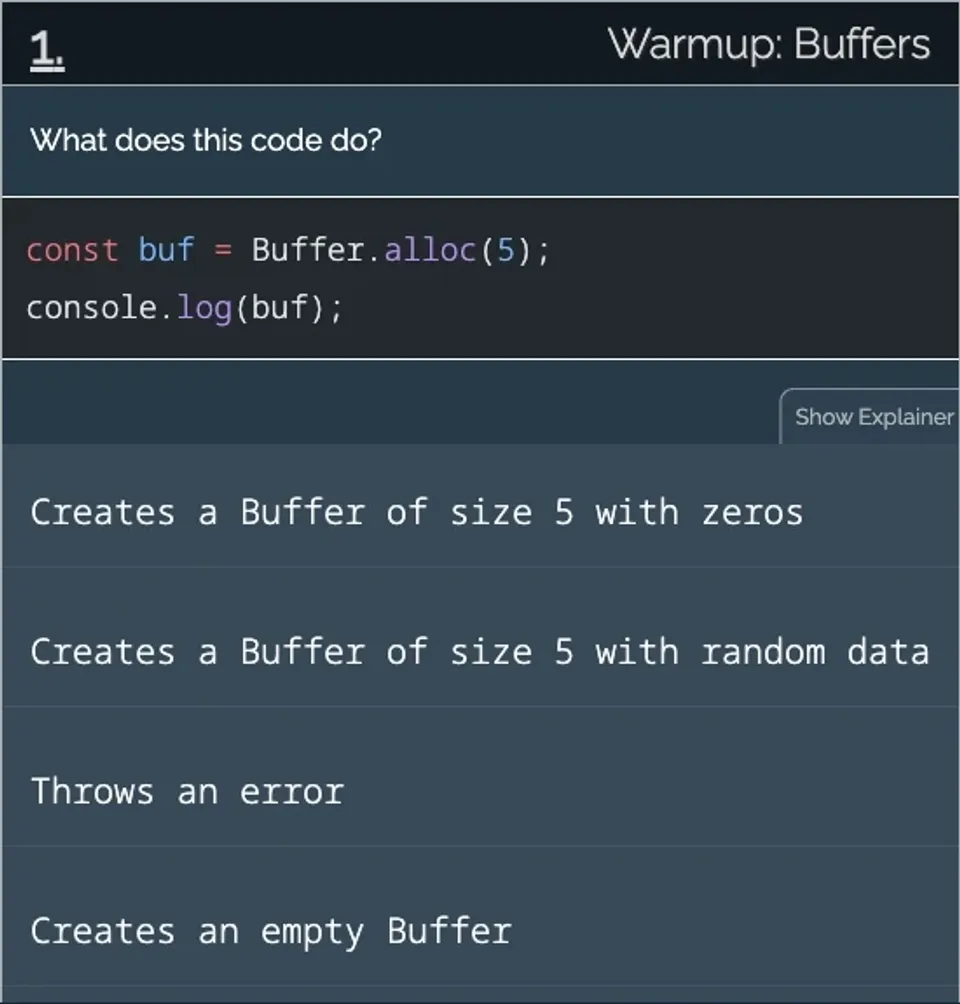 1.
Warmup: Buffers
What does this code do?
const buf = Buffer.alloc(5);
console.log(buf);
Show Explainer
Creates a Buffer of size 5 with zeros
Creates a Buffer of size 5 with random data
Throws an error
Creates an empty Buffer